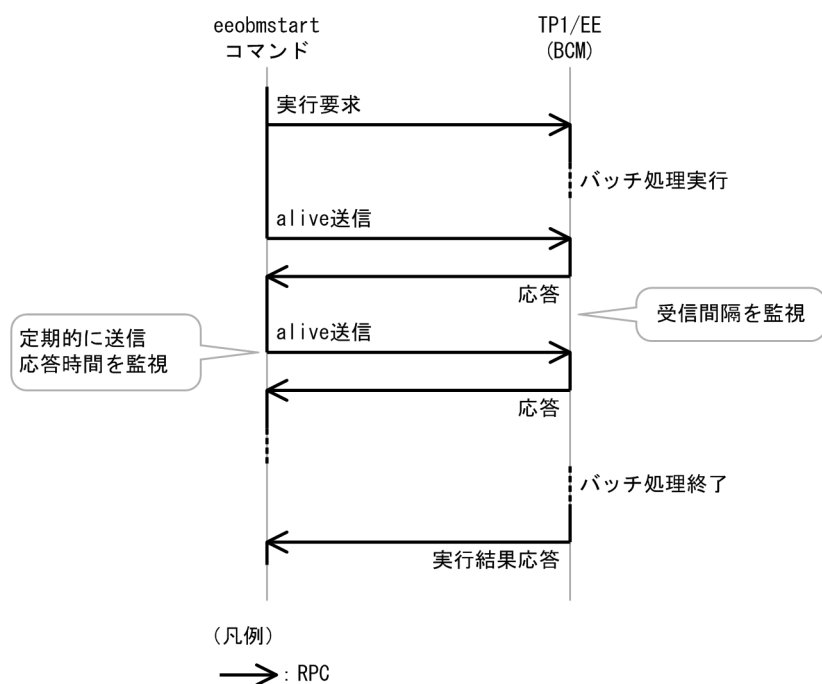 eeobmstart
コマンド
TP1/EE
(BCM)
実行要求
バッチ処理実行
alive送信
応答
受信間隔を監視
定期的に送信
応答時間を監視
alive送信
応答
バッチ処理終了
実行結果応答
(凡例)
: RPC